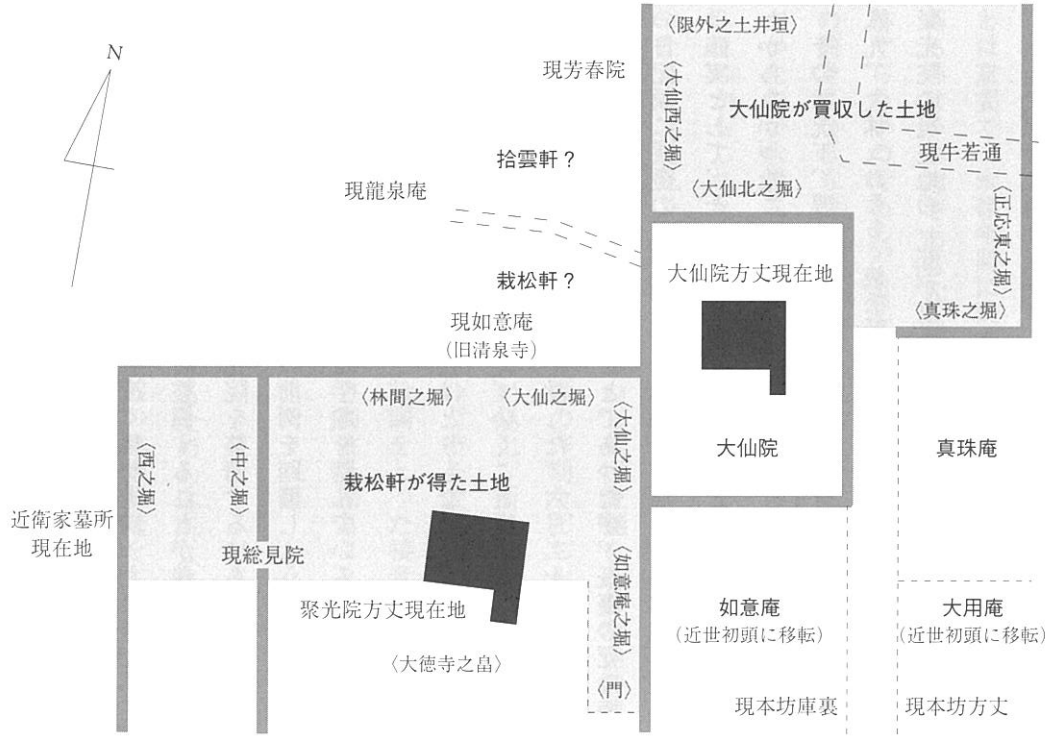 N
〈限外之土井垣〉
現芳春院
〈大仙西之堀〉
大仙院が買収した土地
拾雲軒？
現牛若通
現龍泉庵
〈大仙北之堀〉
〈正応東之堀〉
栽松軒？
大仙院方丈現在地
現如意庵
（旧清泉寺）
〈真珠之堀〉
〈林間之堀〉
〈大仙之堀〉
〈大仙之堀〉
〈西之堀〉
〈中之堀〉
大仙院
真珠庵
栽松軒が得た土地
近衛家墓所
現在地
現総見院
〈如意庵之堀〉
聚光院方丈現在地
如意庵
（近世初頭に移転）
大用庵
（近世初頭に移転）
〈大徳寺之畠〉
〈門〉
現本坊庫裏
現本坊方丈